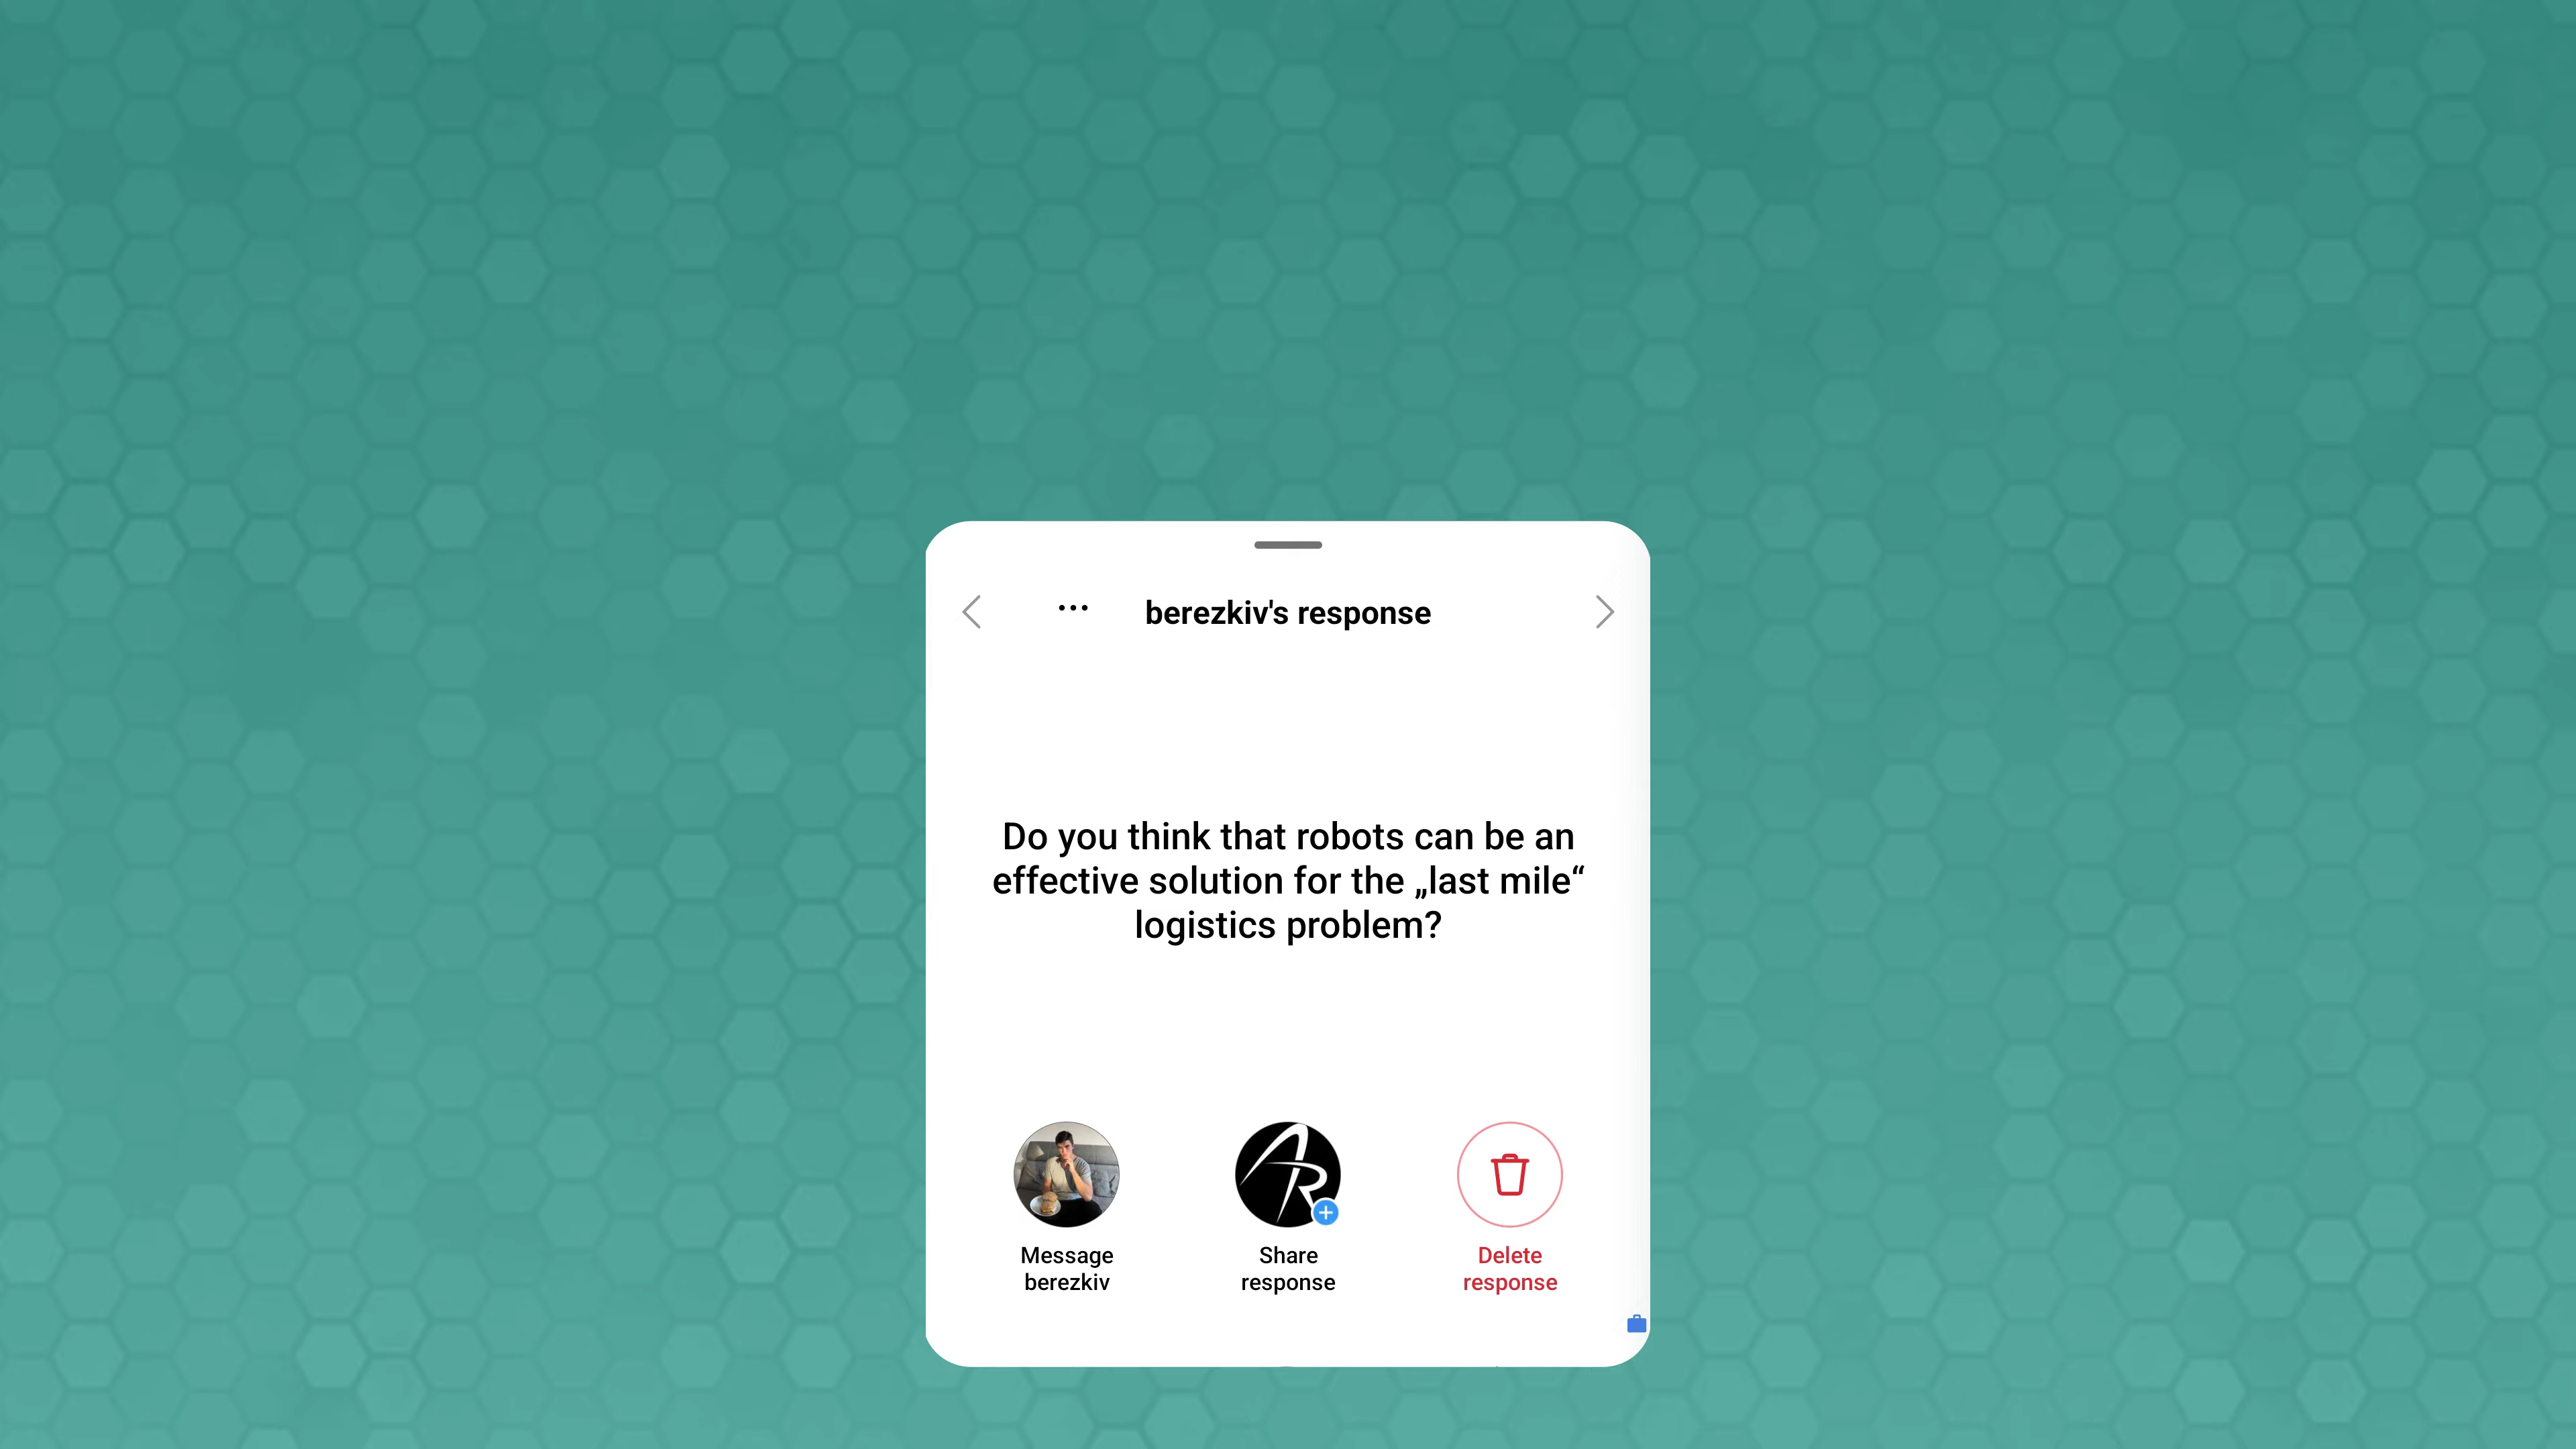 berezkiv's response
Do you think that robots can be an
effective solution for the „last mile“
logistics problem?
AR
Message
berezkiv
Share
response
Delete
response